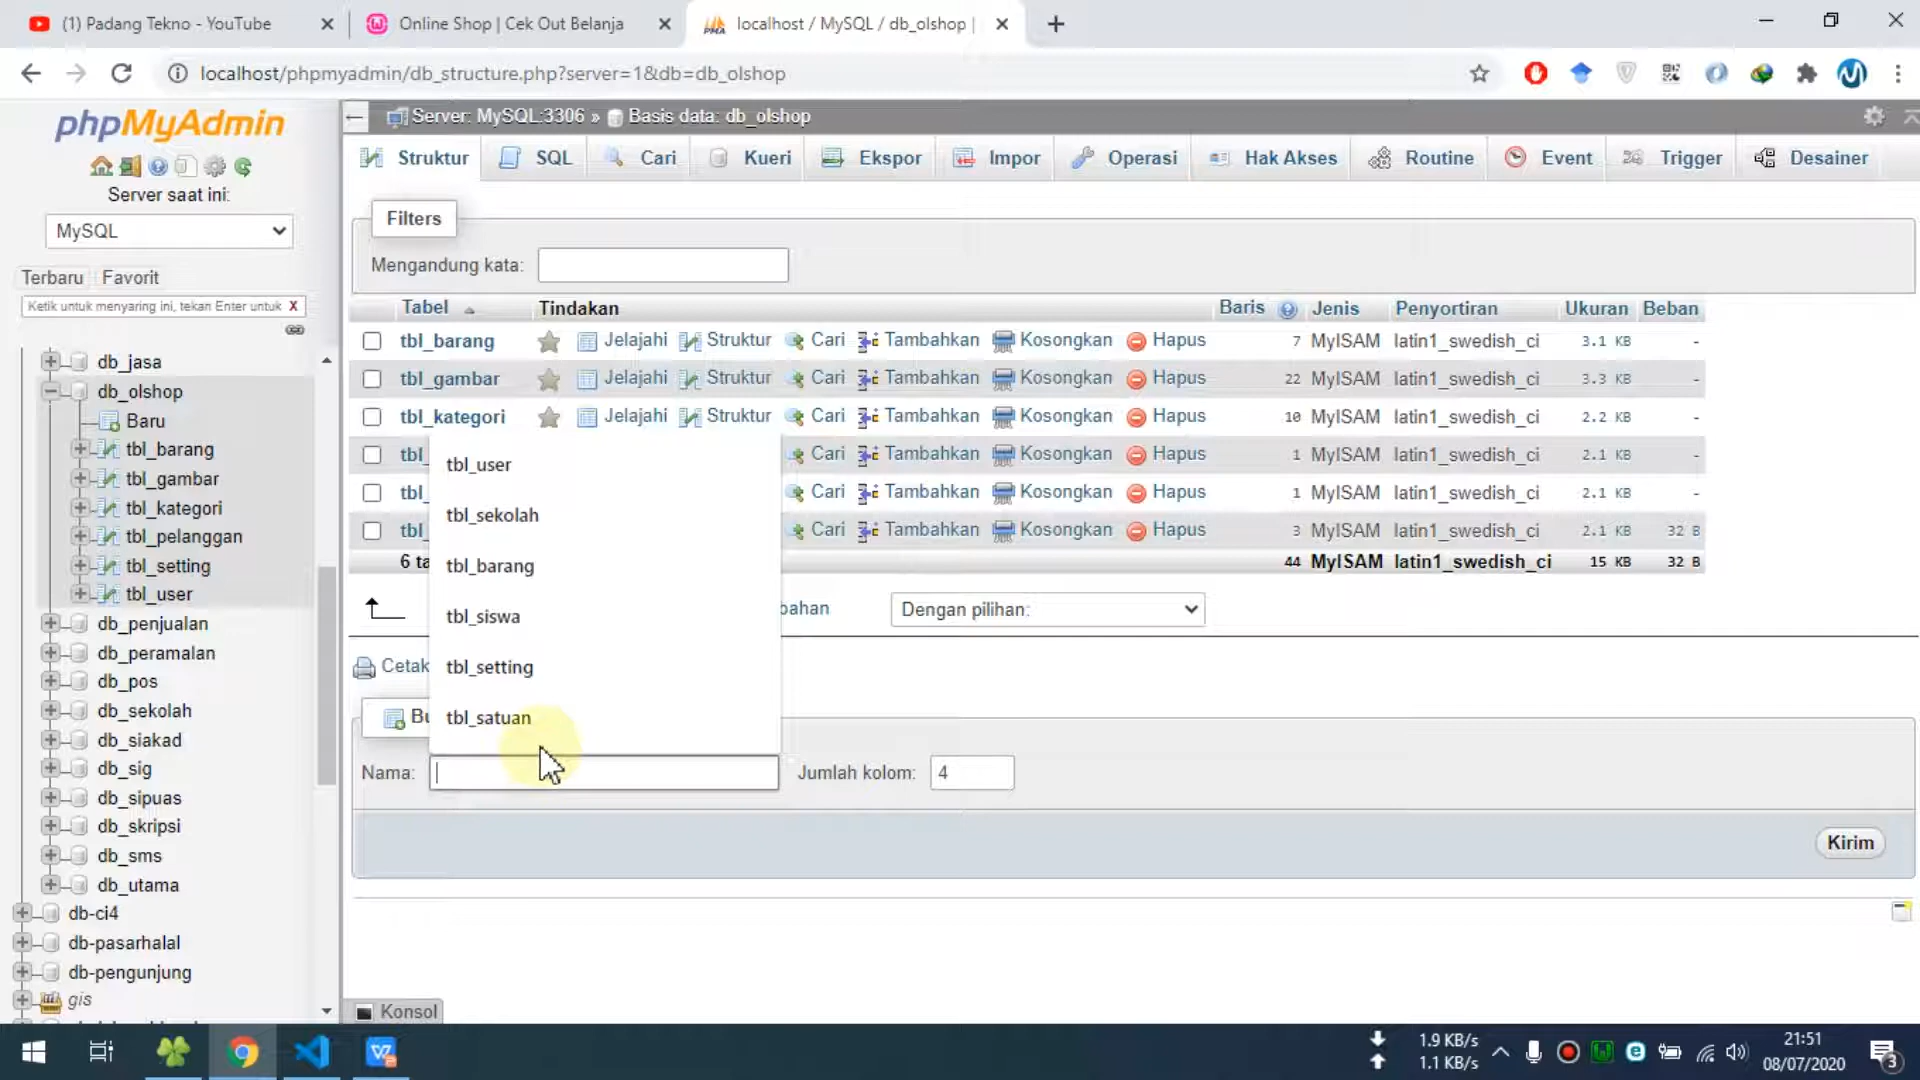 (1) Padang Tekno - YouTube
Online Shop | Cek Out Belanja
localhost / MySQL / db_olshop |
localhost/phpmyadmin/db_structure.php?server=1&db=db_olshop
phpMyAdmin
Server saat ini:
MySQL
Terbaru Favorit
Ketik untuk menyaring ini, tekan Enter untuk X
db_jasa
db_olshop
Baru
tbl_barang
tbl_gambar
tbl_kategori
tbl_pelanggan
tbl_setting
tbl_user
db_penjualan
db_peramalan
db_pos
db_sekolah
db_siakad
db_sig
db_sipuas
db_skripsi
db_sms
db_utama
db-ci4
db-pasarhalal
db-pengunjung
gis
Server: MySQL:3306 » Basis data: db_olshop
Struktur SQL Cari Kueri Ekspor Impor Operasi Hak Akses Routine Event Trigger Desainer
Filters
Mengandung kata:
Tabel Tindakan Baris Jenis Penyortiran Ukuran Beban
tbl_barang Jelajahi Struktur Cari Tambahkan Kosongkan Hapus 7 MyISAM latin1_swedish_ci 3.1 KB -
tbl_gambar Jelajahi Struktur Cari Tambahkan Kosongkan Hapus 22 MyISAM latin1_swedish_ci 3.3 KB -
tbl_kategori Jelajahi Struktur Cari Tambahkan Kosongkan Hapus 10 MyISAM latin1_swedish_ci 2.2 KB -
tbl_ Cari Tambahkan Kosongkan Hapus 1 MyISAM latin1_swedish_ci 2.1 KB -
tbl_ Cari Tambahkan Kosongkan Hapus 1 MyISAM latin1_swedish_ci 2.1 KB -
tbl_ Cari Tambahkan Kosongkan Hapus 3 MyISAM latin1_swedish_ci 2.1 KB 32 B
6 ta 44 MyISAM latin1_swedish_ci 15 KB 32 B
tbl_user
tbl_sekolah
tbl_barang
tbl_siswa
tbl_setting
tbl_satuan
bahan Dengan pilihan:
Cetak
Bu
Nama: Jumlah kolom: 4
Kirim
Konsol
1.9 KB/s
1.1 KB/s
21:51
08/07/2020
3